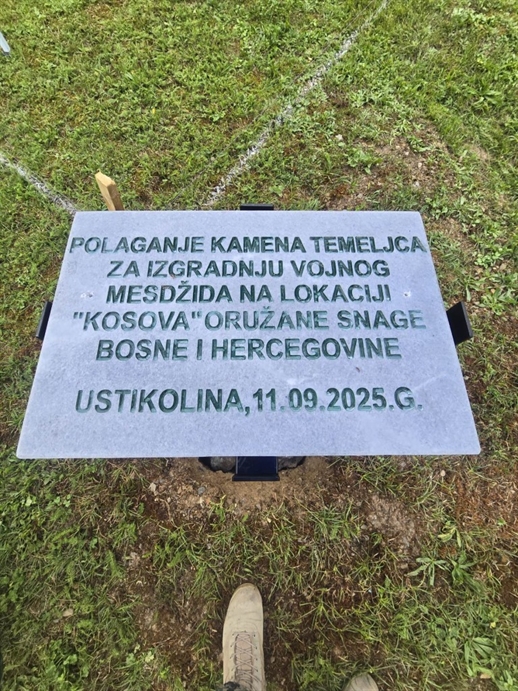 POLAGANJE KAMENA TEMELJCA
ZA IZGRADNJU VOJNOG
MESDŽIDA NA LOKACIJI
"KOSOVA" ORUŽANE SNAGE
BOSNE I HERCEGOVINE
USTIKOLINA, 11.09.2025.G.